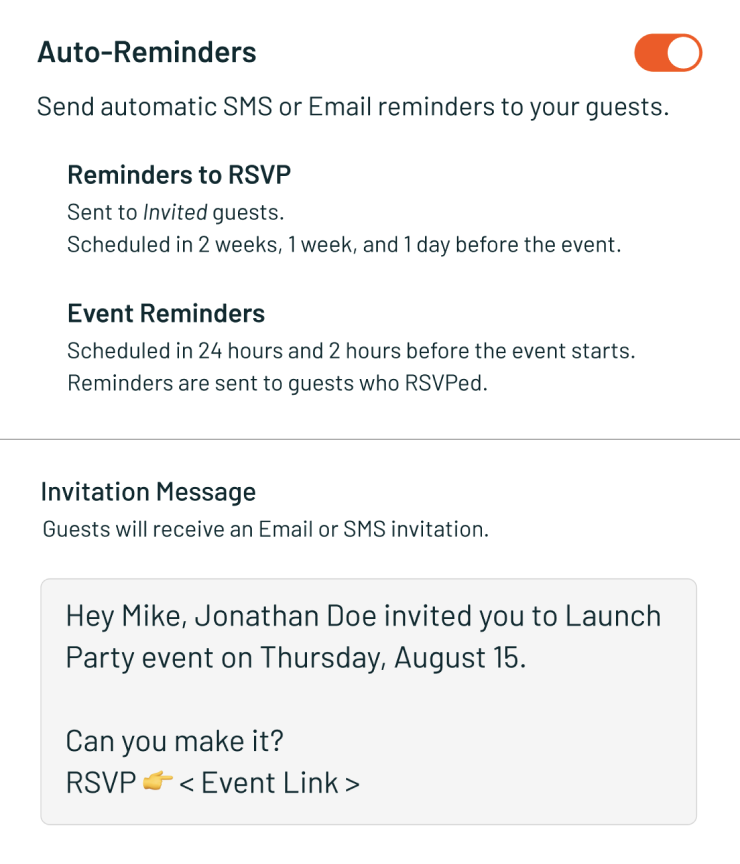 Auto-Reminders
Send automatic SMS or Email reminders to your guests.
Reminders to RSVP
Sent to Invited guests.
Scheduled in 2 weeks, 1 week, and 1 day before the event.
Event Reminders
Scheduled in 24 hours and 2 hours before the event starts.
Reminders are sent to guests who RSVPed.
Invitation Message
Guests will receive an Email or SMS invitation.
Hey Mike, Jonathan Doe invited you to Launch
Party event on Thursday, August 15.
Can you make it?
RSVP 👉 < Event Link >